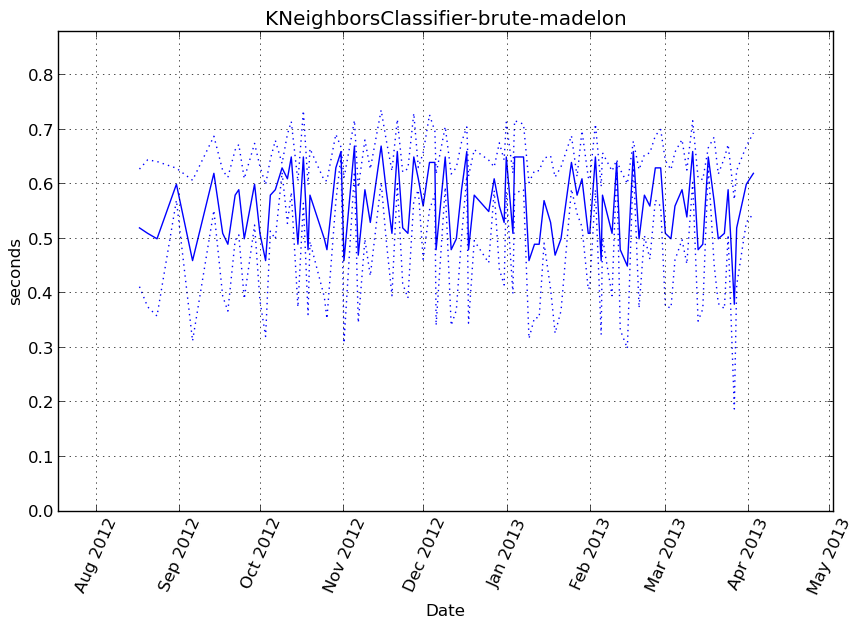 KNeighborsClassifier-brute-madelon
0.8
0.7
0.6
0.5
0.4
0.3
0.2
0.1
0.0
seconds
Aug 2012
Sep 2012
Oct 2012
Nov 2012
Dec 2012
Jan 2013
Feb 2013
Mar 2013
Apr 2013
May 2013
Date